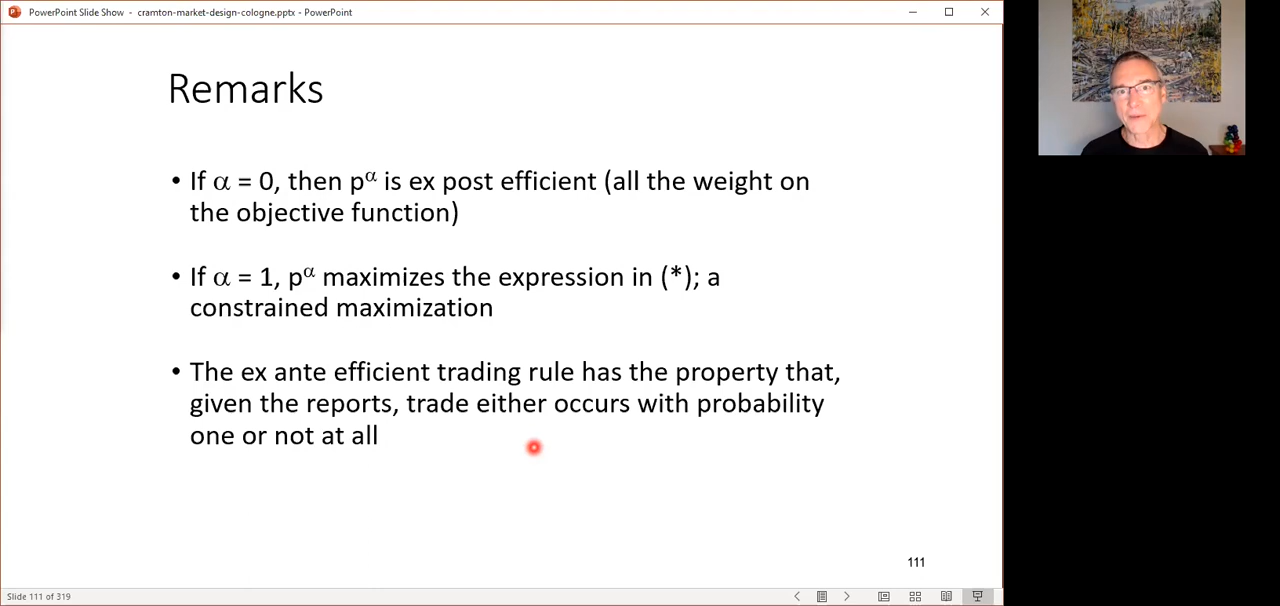 PowerPoint Slide Show - cramton-market-design-cologne.pptx - PowerPoint
Remarks
• If α = 0, then pα is ex post efficient (all the weight on
the objective function)
• If α = 1, pα maximizes the expression in (*); a
constrained maximization
• The ex ante efficient trading rule has the property that,
given the reports, trade either occurs with probability
one or not at all
111
Slide 111 of 319